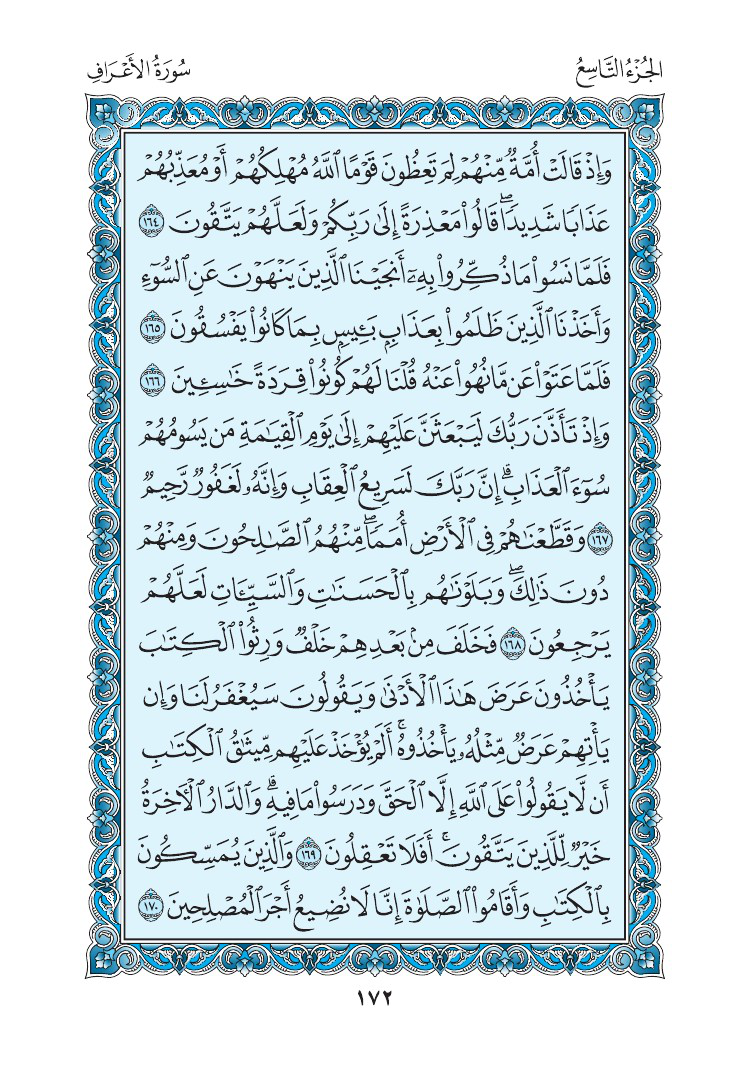 الجُزْءُ التَّاسِعُ
سُورَةُ الأَعْرَافِ
وَإِذْ قَالَتْ أُمَّةٌ مِّنْهُمْ لِمَ تَعِظُونَ قَوْمًا ٱللَّهُ مُهْلِكُهُمْ أَوْ مُعَذِّبُهُمْ
عَذَابًا شَدِيدًاۖ قَالُواْ مَعْذِرَةً إِلَىٰ رَبِّكُمْ وَلَعَلَّهُمْ يَتَّقُونَ ١٦٤
فَلَمَّا نَسُواْ مَا ذُكِّرُواْ بِهِۦٓ أَنجَيْنَا ٱلَّذِينَ يَنْهَوْنَ عَنِ ٱلسُّوٓءِ
وَأَخَذْنَا ٱلَّذِينَ ظَلَمُواْ بِعَذَابِۭ بَـِٔيسِۭ بِمَا كَانُواْ يَفْسُقُونَ ١٦٥
فَلَمَّا عَتَوْاْ عَن مَّا نُهُواْ عَنْهُ قُلْنَا لَهُمْ كُونُواْ قِرَدَةً خَٰسِـِٔينَ ١٦٦
وَإِذْ تَأَذَّنَ رَبُّكَ لَيَبْعَثَنَّ عَلَيْهِمْ إِلَىٰ يَوْمِ ٱلْقِيَٰمَةِ مَن يَسُومُهُمْ
سُوٓءَ ٱلْعَذَابِۗ إِنَّ رَبَّكَ لَسَرِيعُ ٱلْعِقَابِ وَإِنَّهُۥ لَغَفُورٌ رَّحِيمٌ
١٦٧ وَقَطَّعْنَٰهُمْ فِى ٱلْأَرْضِ أُمَمًاۖ مِّنْهُمُ ٱلصَّٰلِحُونَ وَمِنْهُمْ
دُونَ ذَٰلِكَۖ وَبَلَوْنَٰهُم بِٱلْحَسَنَٰتِ وَٱلسَّيِّـَٔاتِ لَعَلَّهُمْ
يَرْجِعُونَ ١٦٨ فَخَلَفَ مِنۢ بَعْدِهِمْ خَلْفٌ وَرِثُواْ ٱلْكِتَٰبَ
يَأْخُذُونَ عَرَضَ هَٰذَا ٱلْأَدْنَىٰ وَيَقُولُونَ سَيُغْفَرُ لَنَا وَإِن
يَأْتِهِمْ عَرَضٌ مِّثْلُهُۥ يَأْخُذُوهُۚ أَلَمْ يُؤْخَذْ عَلَيْهِم مِّيثَٰقُ ٱلْكِتَٰبِ
أَن لَّا يَقُولُواْ عَلَى ٱللَّهِ إِلَّا ٱلْحَقَّ وَدَرَسُواْ مَا فِيهِۗ وَٱلدَّارُ ٱلْءَاخِرَةُ
خَيْرٌ لِّلَّذِينَ يَتَّقُونَۚ أَفَلَا تَعْقِلُونَ ١٦٩ وَٱلَّذِينَ يُمَسِّكُونَ
بِٱلْكِتَٰبِ وَأَقَامُواْ ٱلصَّلَوٰةَ إِنَّا لَا نُضِيعُ أَجْرَ ٱلْمُصْلِحِينَ ١٧٠
١٧٢